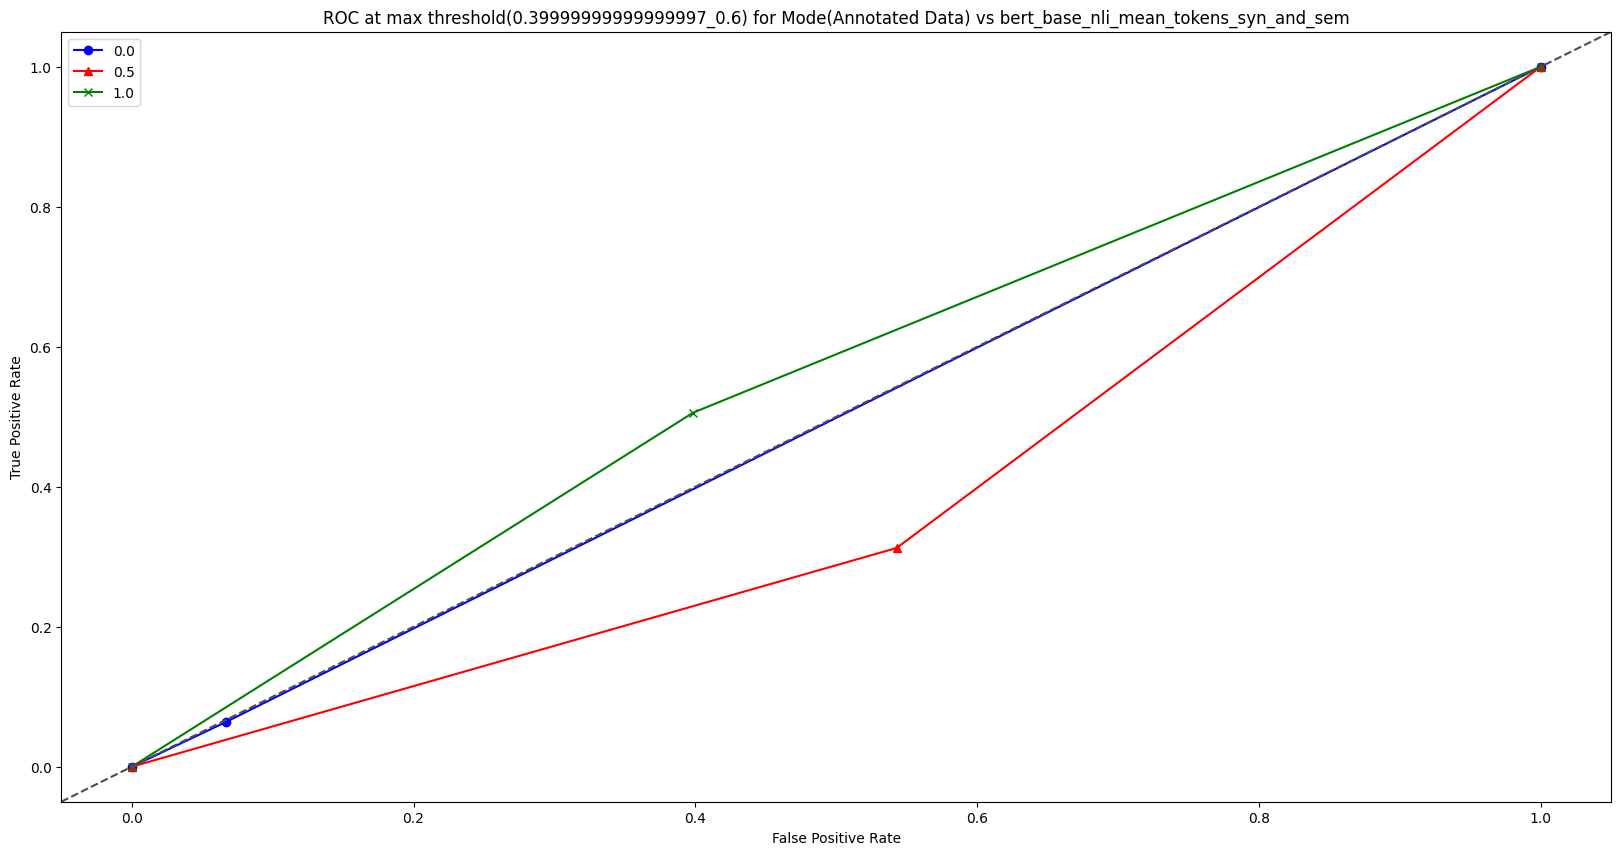 ROC at max threshold(0.39999999999999997_0.6) for Mode(Annotated Data) vs bert_base_nli_mean_tokens_syn_and_sem
0.0
0.5
1.0
True Positive Rate
1.0
0.8
0.6
0.4
0.2
0.0
0.0 0.2 0.4 0.6 0.8 1.0
False Positive Rate